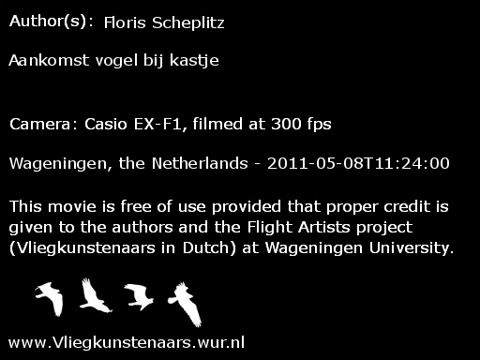 Author(s): Floris Scheplitz
Aankomst vogel bij kastje
Camera: Casio EX-F1, filmed at 300 fps
Wageningen, the Netherlands - 2011-05-08T11:24:00
This movie is free of use provided that proper credit is
given to the authors and the Flight Artists project
(Vliegkunstenaars in Dutch) at Wageningen University.
www.Vliegkunstenaars.wur.nl